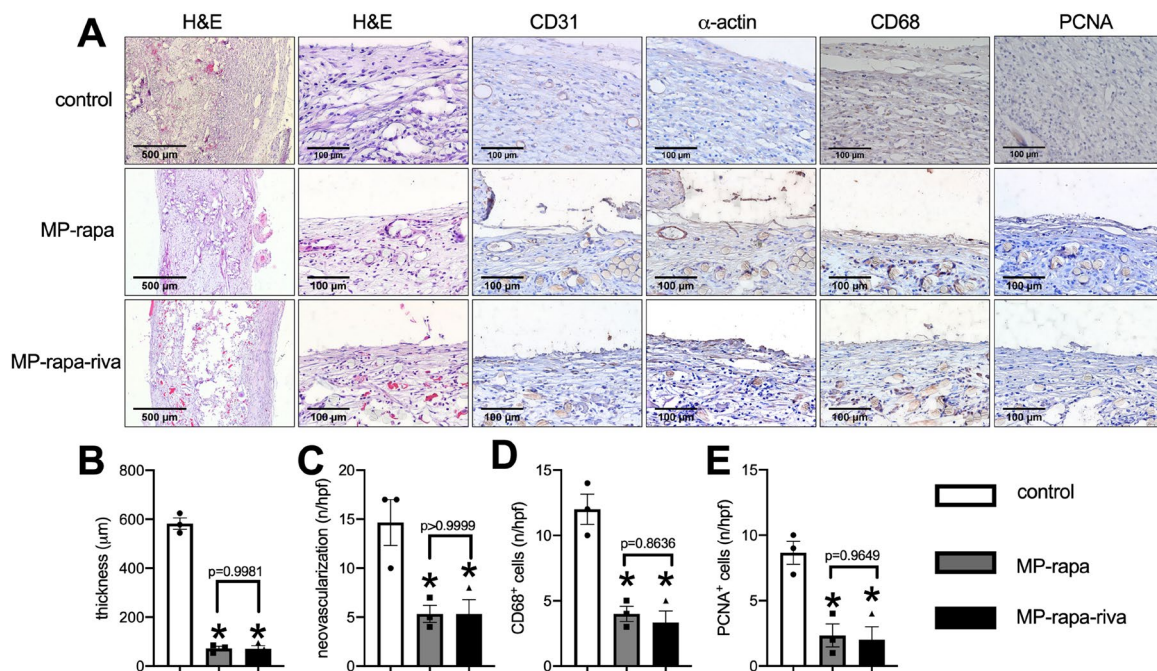 A
H&E
H&E
CD31
α-actin
CD68
PCNA
control
500 µm
100 µm
100 µm
100 µm
100 µm
100 µm
MP-rapa
500 µm
100 µm
100 µm
100 µm
100 µm
100 µm
MP-rapa-riva
500 µm
100 µm
100 µm
100 µm
100 µm
100 µm
B
thickness (µm)
800
600
400
200
0
p=0.9981
*
*
C
neovascularization (n/hpf)
20
15
10
5
0
p>0.9999
*
*
D
CD68+ cells (n/hpf)
15
10
5
0
p=0.8636
*
*
E
PCNA+ cells (n/hpf)
15
10
5
0
p=0.9649
*
*
control
MP-rapa
MP-rapa-riva